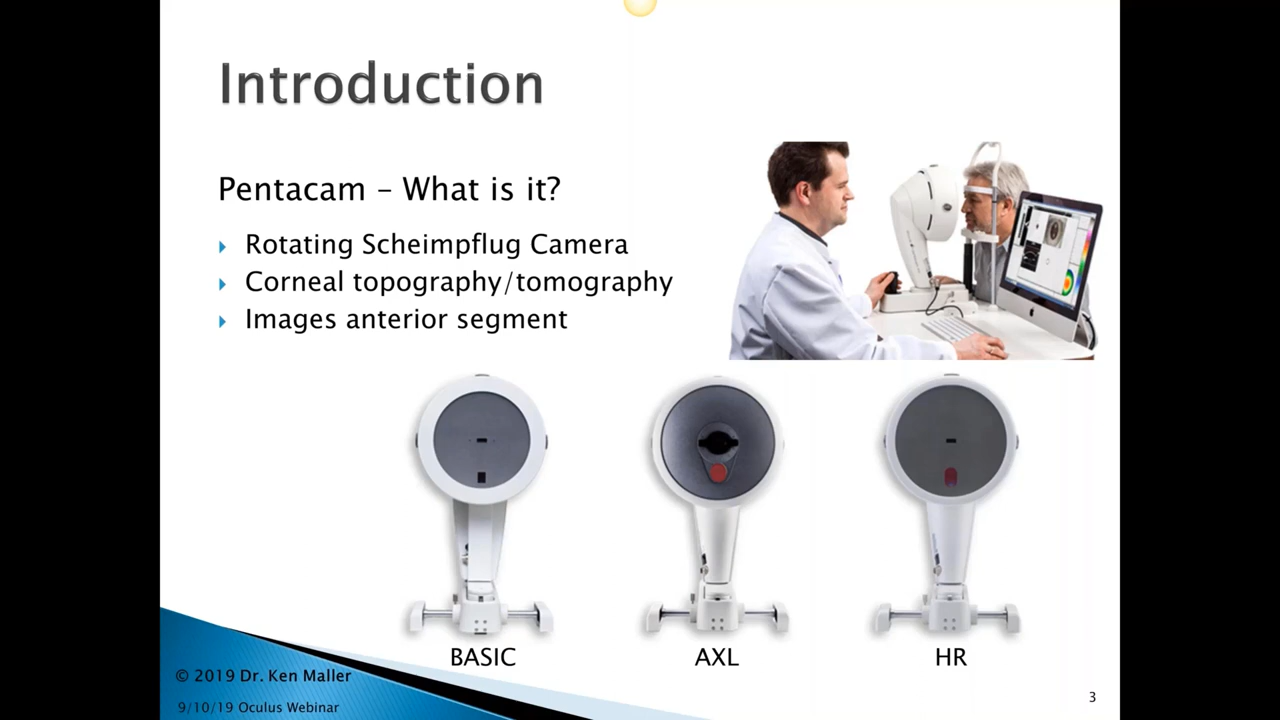 Introduction
Pentacam – What is it?
Rotating Scheimpflug Camera
Corneal topography/tomography
Images anterior segment
BASIC
AXL
HR
© 2019 Dr. Ken Maller
9/10/19 Oculus Webinar
3